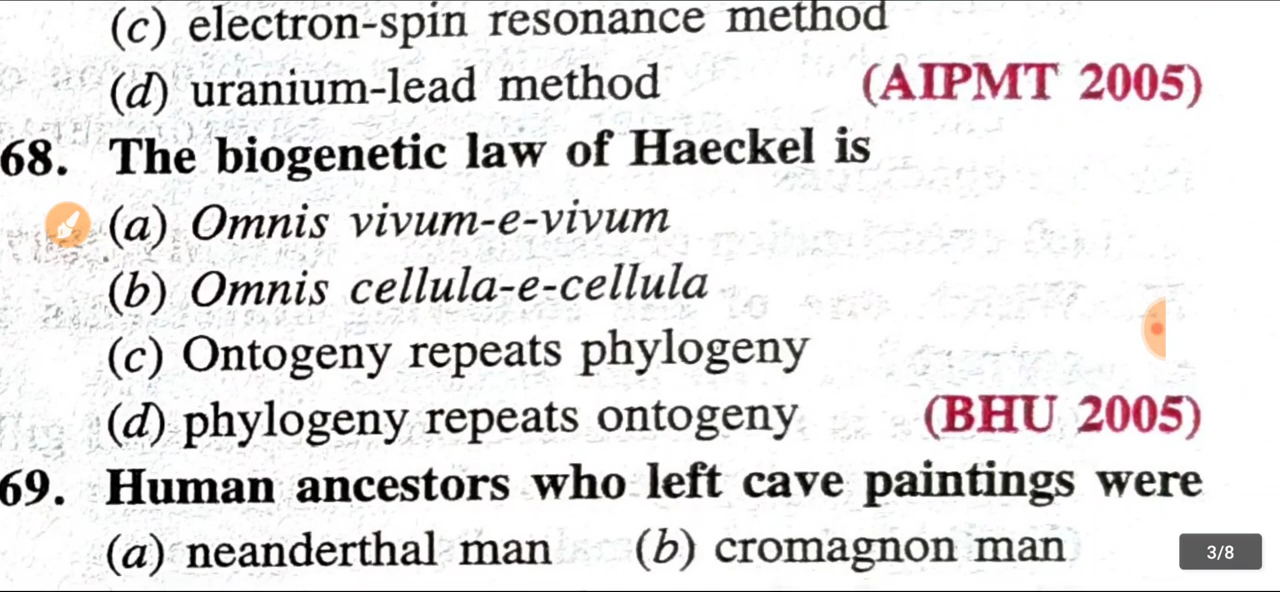 (c) electron-spin resonance method
(d) uranium-lead method (AIPMT 2005)
68. The biogenetic law of Haeckel is
(a) Omnis vivum-e-vivum
(b) Omnis cellula-e-cellula
(c) Ontogeny repeats phylogeny
(d) phylogeny repeats ontogeny (BHU 2005)
69. Human ancestors who left cave paintings were
(a) neanderthal man (b) cromagnon man
3/8